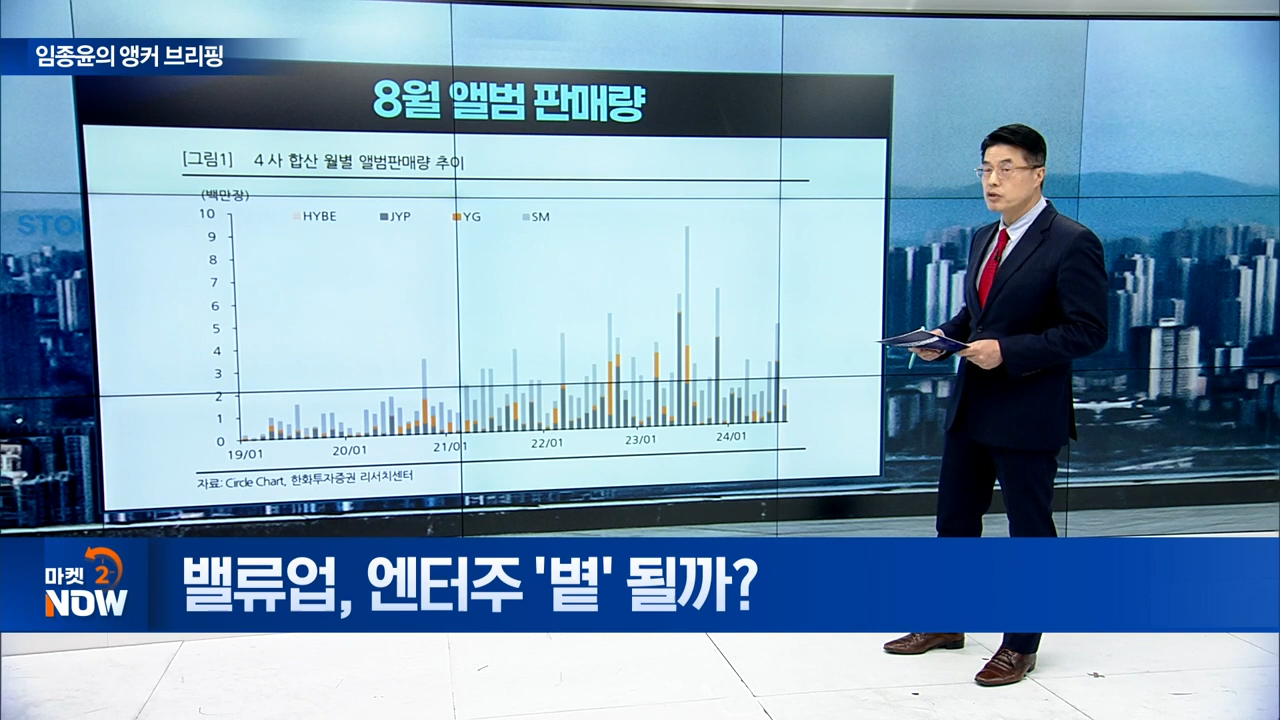 임종윤의 앵커 브리핑
8월 앨범 판매량
[그림1] 4사 합산 월별 앨범판매량 추이
(백만장)
HYBE JYP YG SM
10
9
8
7
6
5
4
3
2
1
0
19/01 20/01 21/01 22/01 23/01 24/01
자료: Circle Chart, 한화투자증권 리서치센터
마켓 2
NOW
밸류업, 엔터주 '볕' 될까?